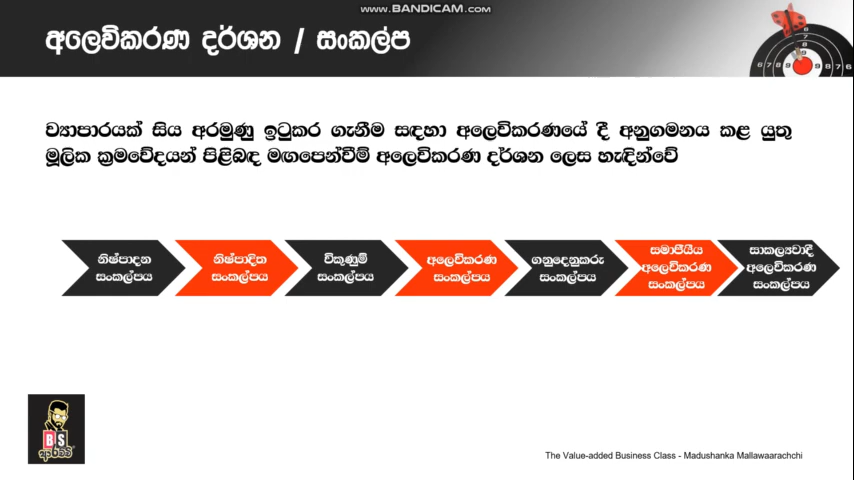 WWW.BANDICAM.COM
අලෙවිකරණ දර්ශන / සංකල්ප
ව්‍යාපාරයක් සිය අරමුණු ඉටුකර ගැනීම සඳහා අලෙවිකරණයේ දී අනුගමනය කළ යුතු
මූලික ක්‍රමවේදයන් පිළිබඳ මඟපෙන්වීම් අලෙවිකරණ දර්ශන ලෙස හැඳින්වේ
නිෂ්පාදන
සංකල්පය
නිෂ්පාදිත
සංකල්පය
විකුණුම්
සංකල්පය
අලෙවිකරණ
සංකල්පය
ගනුදෙනුකරු
සංකල්පය
සමාජයීය
අලෙවිකරණ
සංකල්පය
සාකල්‍යවාදී
අලෙවිකරණ
සංකල්පය
BS
The Value-added Business Class - Madushanka Mallawaarachchi